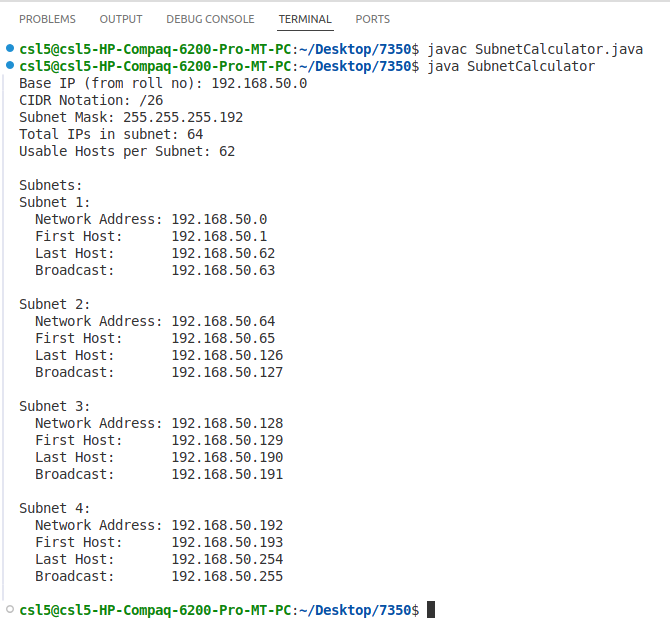 PROBLEMS OUTPUT DEBUG CONSOLE TERMINAL PORTS
csl5@csl5-HP-Compaq-6200-Pro-MT-PC:~/Desktop/7350$ javac SubnetCalculator.java
csl5@csl5-HP-Compaq-6200-Pro-MT-PC:~/Desktop/7350$ java SubnetCalculator
Base IP (from roll no): 192.168.50.0
CIDR Notation: /26
Subnet Mask: 255.255.255.192
Total IPs in subnet: 64
Usable Hosts per Subnet: 62

Subnets:
Subnet 1:
  Network Address: 192.168.50.0
  First Host:      192.168.50.1
  Last Host:       192.168.50.62
  Broadcast:       192.168.50.63

Subnet 2:
  Network Address: 192.168.50.64
  First Host:      192.168.50.65
  Last Host:       192.168.50.126
  Broadcast:       192.168.50.127

Subnet 3:
  Network Address: 192.168.50.128
  First Host:      192.168.50.129
  Last Host:       192.168.50.190
  Broadcast:       192.168.50.191

Subnet 4:
  Network Address: 192.168.50.192
  First Host:      192.168.50.193
  Last Host:       192.168.50.254
  Broadcast:       192.168.50.255

csl5@csl5-HP-Compaq-6200-Pro-MT-PC:~/Desktop/7350$